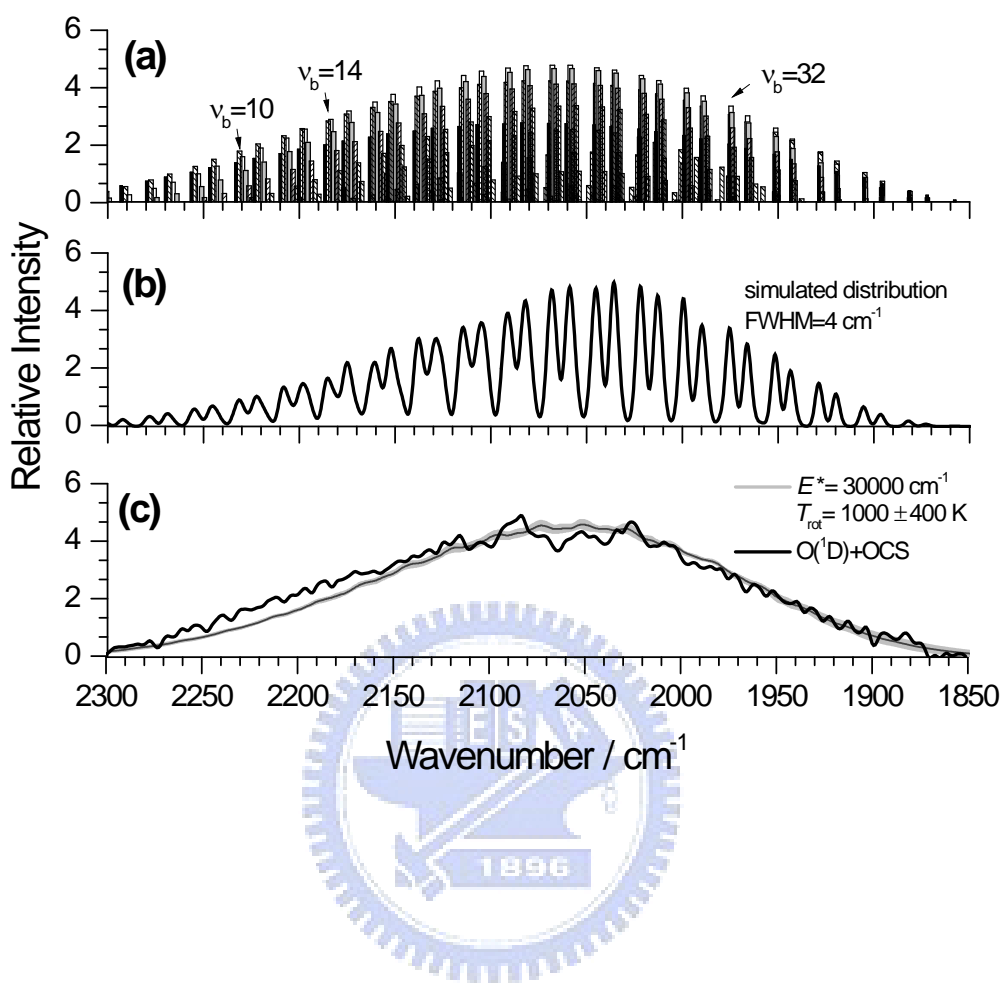 6
(a)
ν_b=10
ν_b=14
ν_b=32
4
2
0
6
(b)
simulated distribution
FWHM=4 cm⁻¹
4
2
0
6
(c)
E*= 30000 cm⁻¹
T_rot= 1000 ± 400 K
O(¹D)+OCS
4
2
0
Relative Intensity
2300 2250 2200 2150 2100 2050 2000 1950 1900 1850
Wavenumber / cm⁻¹
E S A
1896